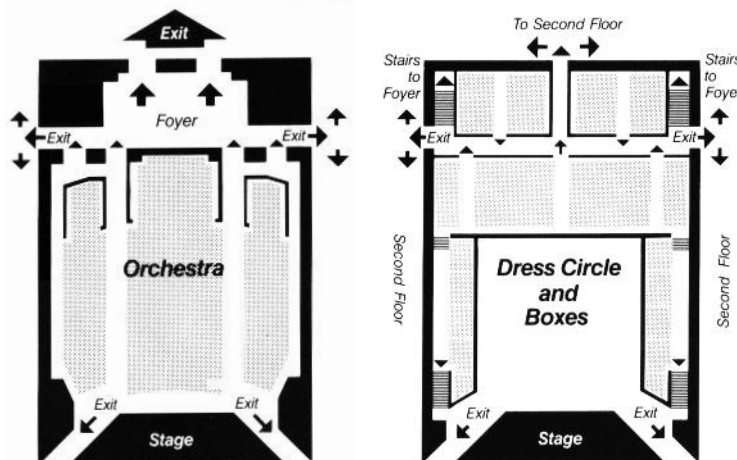 Exit
Foyer
Exit
Exit
Orchestra
Exit
Exit
Stage
To Second Floor
Stairs
to
Foyer
Stairs
to
Foye
Exit
Exit
Second Floor
Second Floor
Dress Circle
and
Boxes
Exit
Exit
Stage